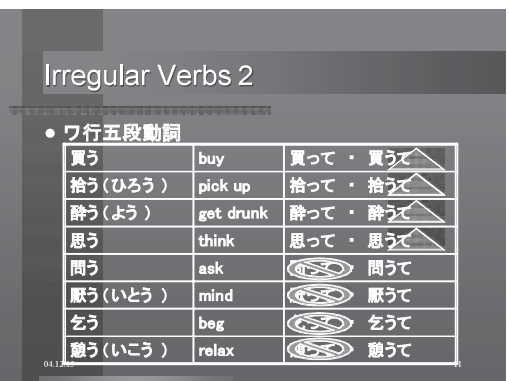 Irregular Verbs 2
● ワ行五段動詞
買う buy 買って ・ 買うて
拾う(ひろう ) pick up 拾って ・ 拾うて
酔う(よう ) get drunk 酔って ・ 酔うて
思う think 思って ・ 思うて
問う ask 問うて
厭う(いとう ) mind 厭うて
乞う beg 乞うて
憩う(いこう ) relax 憩うて